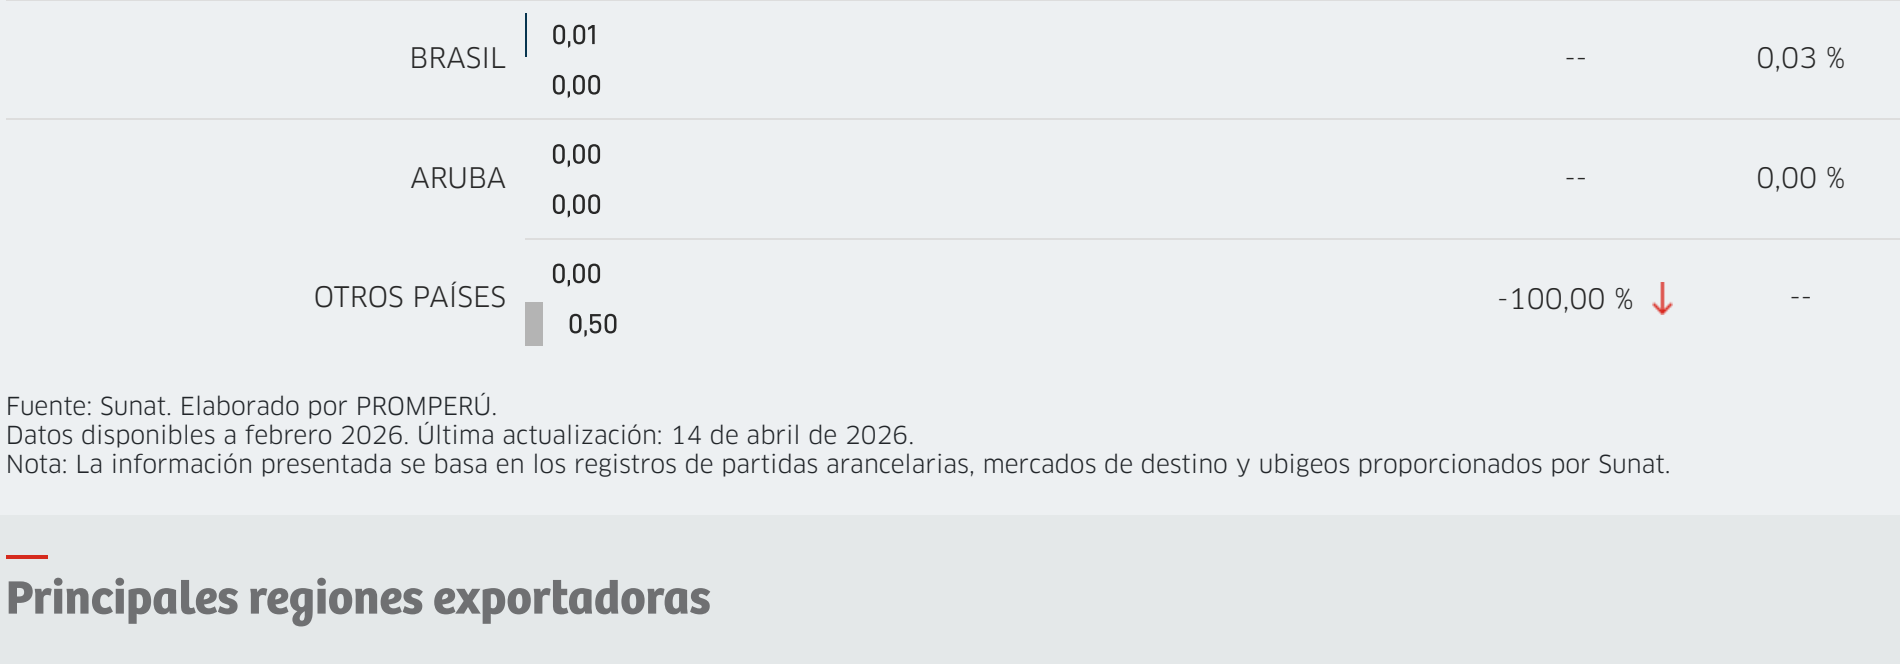 BRASIL 0,01 -- 0,03 %
0,00
ARUBA 0,00 -- 0,00 %
0,00
OTROS PAÍSES 0,00 -100,00 % ↓ --
0,50
Fuente: Sunat. Elaborado por PROMPERÚ.
Datos disponibles a febrero 2026. Última actualización: 14 de abril de 2026.
Nota: La información presentada se basa en los registros de partidas arancelarias, mercados de destino y ubigeos proporcionados por Sunat.
Principales regiones exportadoras